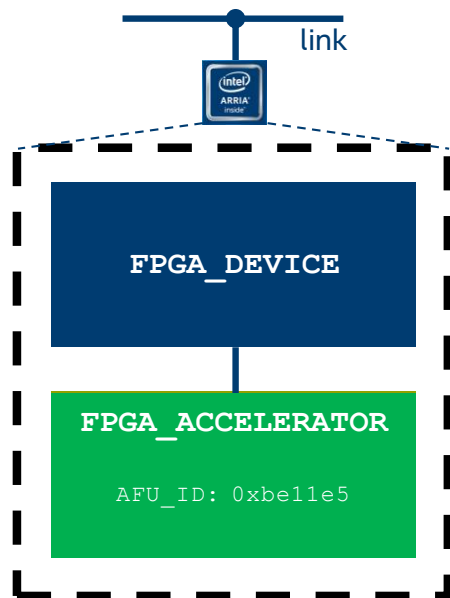 link
intel
ARRIA
inside
FPGA_DEVICE
FPGA_ACCELERATOR
AFU_ID: 0xbe11e5